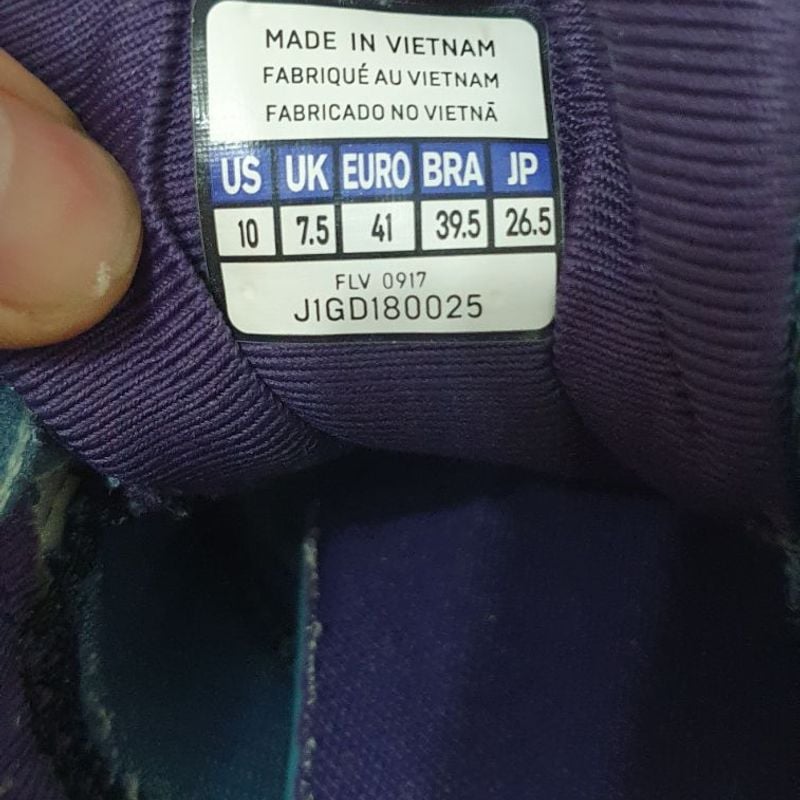 MADE IN VIETNAM
FABRIQUÉ AU VIETNAM
FABRICADO NO VIETNÃ
US UK EURO BRA JP
10 7.5 41 39.5 26.5
FLV 0917
J1GD180025